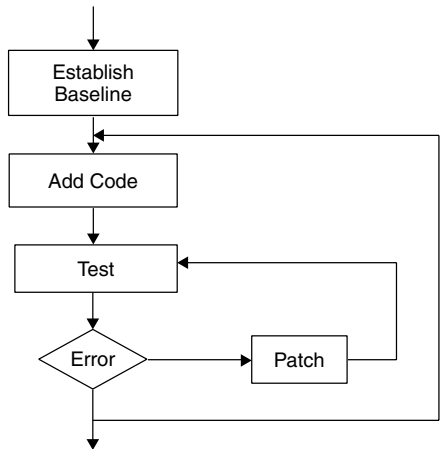 Establish
Baseline
Add Code
Test
Error
Patch